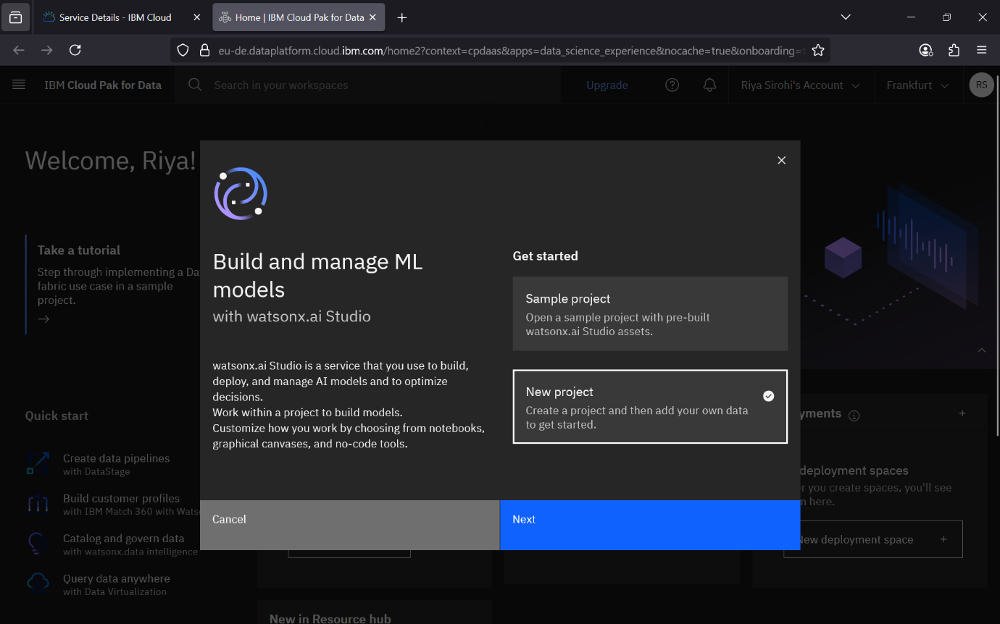 Service Details - IBM Cloud
Home | IBM Cloud Pak for Data
eu-de.dataplatform.cloud.ibm.com/home2?context=cpdaas&apps=data_science_experience&nocache=true&onboarding=
IBM Cloud Pak for Data
Search in your workspaces
Upgrade
Riya Sirohi's Account
Frankfurt
RS
Welcome, Riya!
Take a tutorial
Step through implementing a Da
fabric use case in a sample
project.
Build and manage ML
models
with watsonx.ai Studio
watsonx.ai Studio is a service that you use to build,
deploy, and manage AI models and to optimize
decisions.
Work within a project to build models.
Customize how you work by choosing from notebooks,
graphical canvases, and no-code tools.
Get started
Sample project
Open a sample project with pre-built
watsonx.ai Studio assets.
New project
Create a project and then add your own data
to get started.
Cancel
Next
Quick start
Create data pipelines
with DataStage
Build customer profiles
with IBM Match 360 with Wats
Catalog and govern data
with watsonx.data intelligence
Query data anywhere
with Data Virtualization
yments
deployment spaces
r you create spaces, you'll see
n here.
New deployment space
New in Resource hub